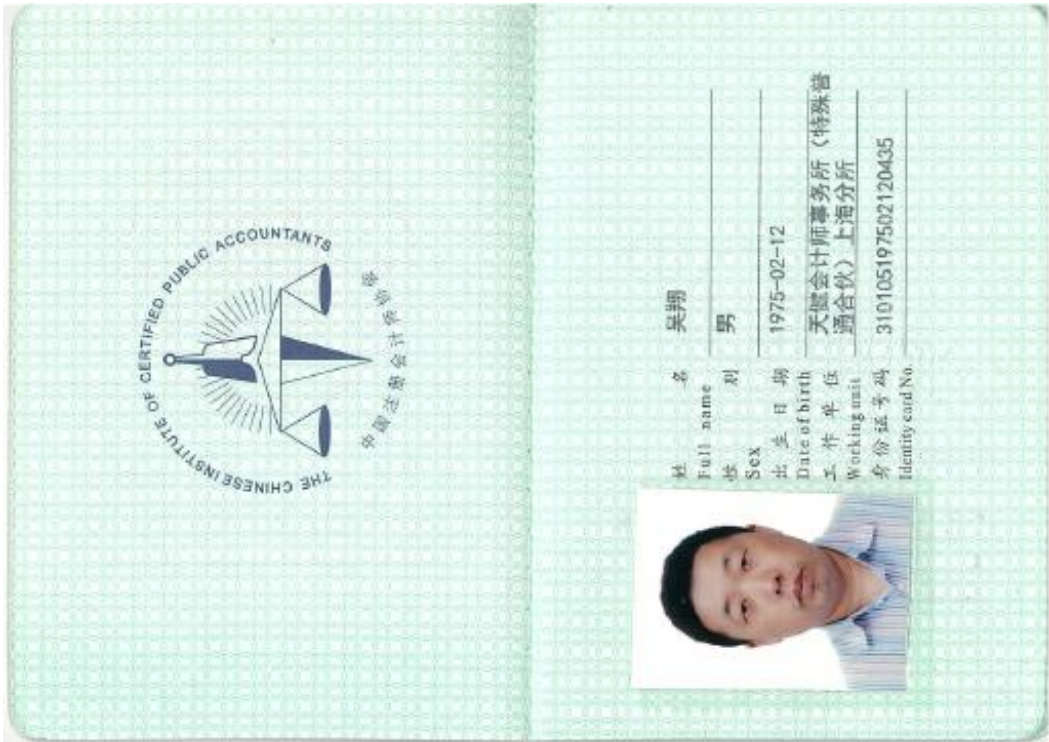 THE CHINESE INSTITUTE OF CERTIFIED PUBLIC ACCOUNTANTS
中国注册会计师协会
姓 名 吴翔
Full name
性 别 男
Sex
出 生 日 期 1975-02-12
Date of birth
工 作 单 位 天健会计师事务所（特殊普
通合伙）上海分所
Working unit
身份证号码 310105197502120435
Identity card No.